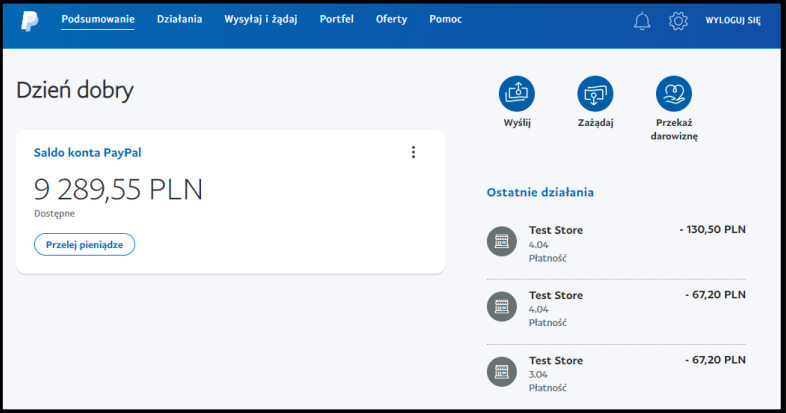 Podsumowanie Działania Wysyłaj i żądaj Portfel Oferty Pomoc WYLOGUJ SIĘ
Dzień dobry
Saldo konta PayPal
9 289,55 PLN
Dostępne
Przelej pieniądze
Wyślij
Zażądaj
Przekaż
darowiznę
Ostatnie działania
Test Store - 130,50 PLN
4.04
Płatność
Test Store - 67,20 PLN
4.04
Płatność
Test Store - 67,20 PLN
3.04
Płatność